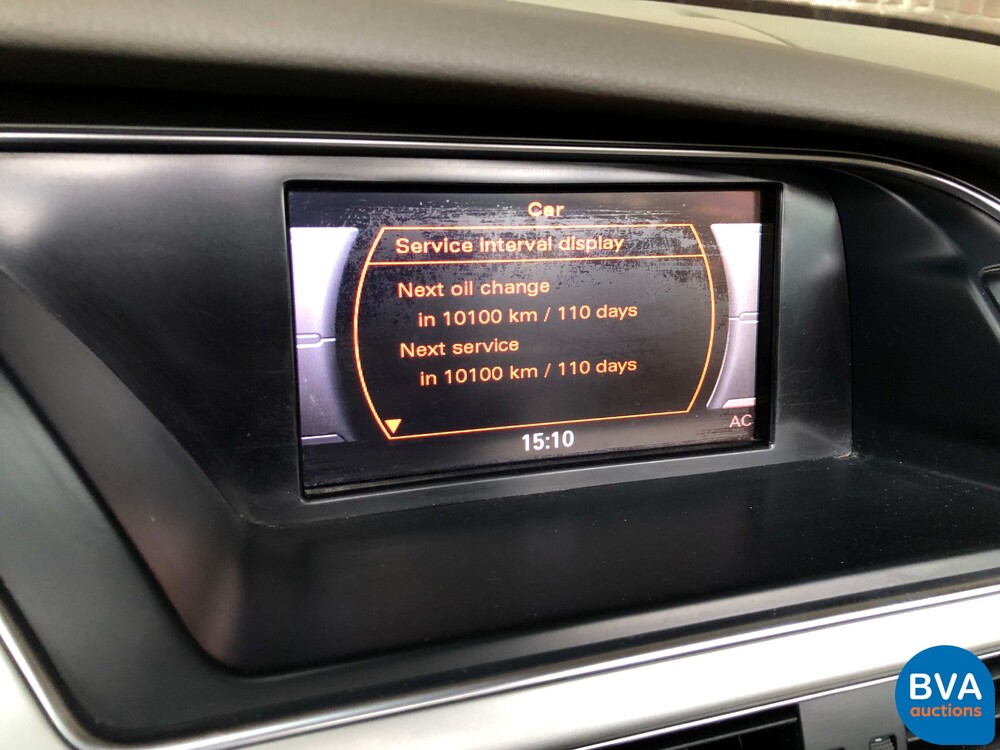 Car
Service interval display
Next oil change
in 10100 km / 110 days
Next service
in 10100 km / 110 days
AC
15:10
BVA
auctions